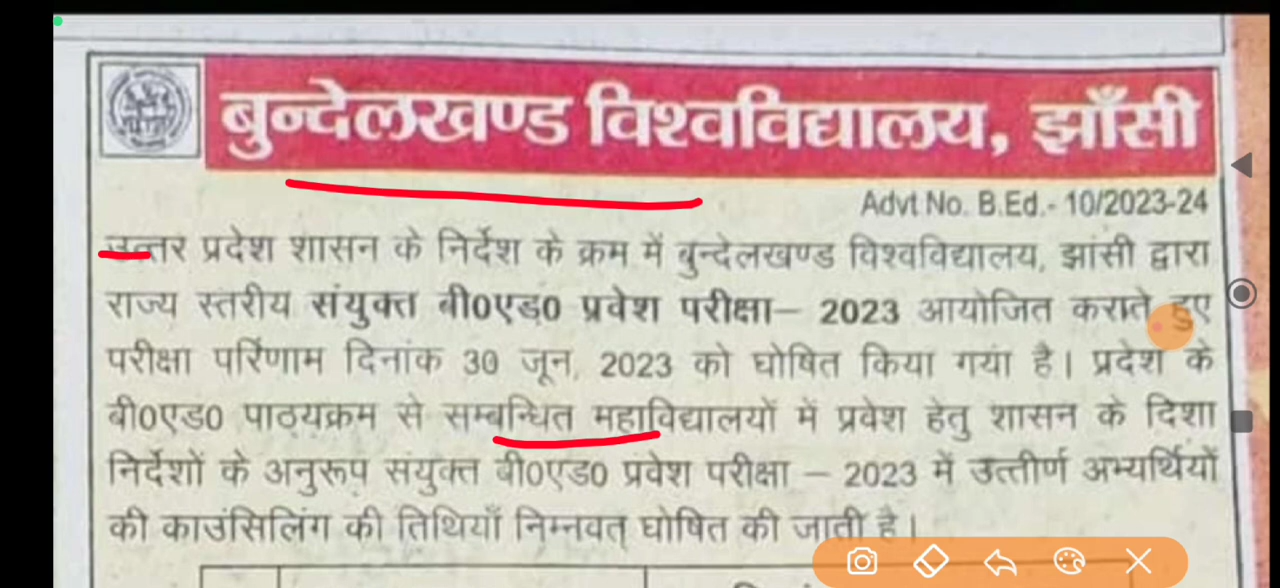 बुन्देलखण्ड विश्वविद्यालय, झाँसी
Advt No. B.Ed.- 10/2023-24
उत्तर प्रदेश शासन के निर्देश के क्रम में बुन्देलखण्ड विश्वविद्यालय, झांसी द्वारा
राज्य स्तरीय संयुक्त बी0एड0 प्रवेश परीक्षा– 2023 आयोजित कराते हुए
परीक्षा परिणाम दिनांक 30 जून, 2023 को घोषित किया गया है। प्रदेश के
बी0एड0 पाठ्यक्रम से सम्बन्धित महाविद्यालयों में प्रवेश हेतु शासन के दिशा
निर्देशों के अनुरूप संयुक्त बी0एड0 प्रवेश परीक्षा – 2023 में उत्तीर्ण अभ्यर्थियों
की काउंसिलिंग की तिथियाँ निम्नवत् घोषित की जाती है।